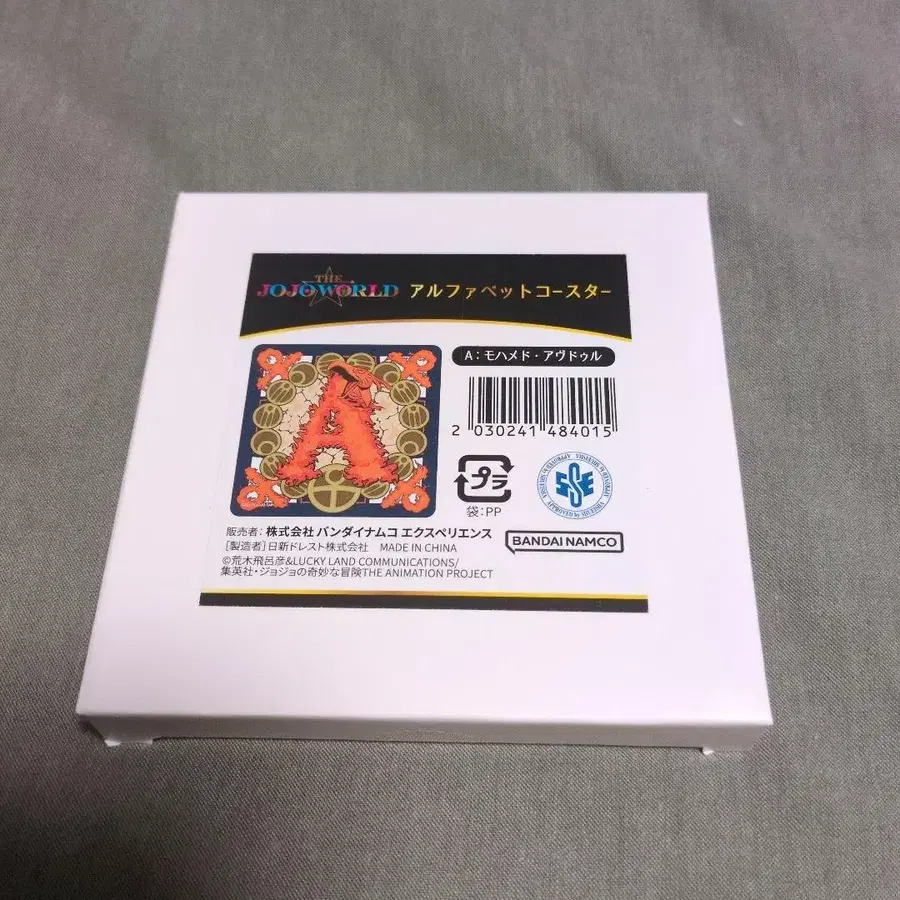 THE
JOJO WORLD アルファベットコースター
A:モハメド・アヴドゥル
A
2 030241 484015
プラ
袋:PP
販売者: 株式会社 バンダイナムコ エクスペリエンス
[製造者]日新ドレスト株式会社 MADE IN CHINA
BANDAI NAMCO
©荒木飛呂彦&LUCKY LAND COMMUNICATIONS/
集英社・ジョジョの奇妙な冒険THE ANIMATION PROJECT